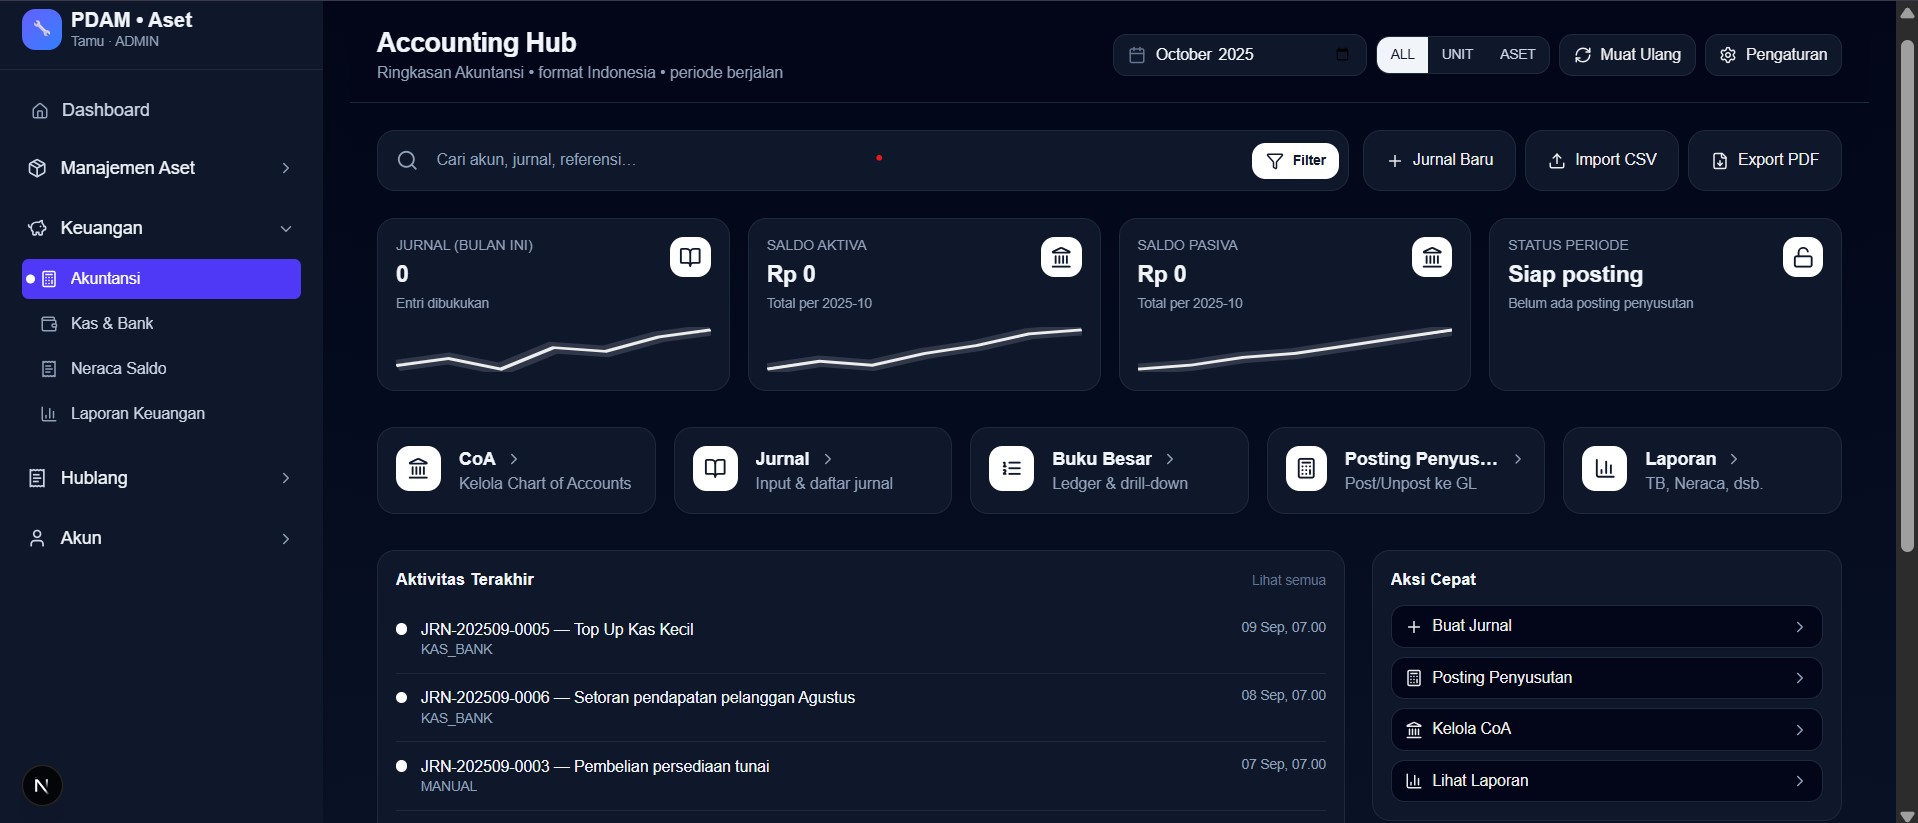 PDAM • Aset
Tamu · ADMIN
Dashboard
Manajemen Aset
Keuangan
Akuntansi
Kas & Bank
Neraca Saldo
Laporan Keuangan
Hublang
Akun
N
Accounting Hub
Ringkasan Akuntansi • format Indonesia • periode berjalan
October 2025
ALL UNIT ASET
Muat Ulang
Pengaturan
Cari akun, jurnal, referensi...
Filter
Jurnal Baru
Import CSV
Export PDF
JURNAL (BULAN INI)
0
Entri dibukukan
SALDO AKTIVA
Rp 0
Total per 2025-10
SALDO PASIVA
Rp 0
Total per 2025-10
STATUS PERIODE
Siap posting
Belum ada posting penyusutan
CoA
Kelola Chart of Accounts
Jurnal
Input & daftar jurnal
Buku Besar
Ledger & drill-down
Posting Penyus...
Post/Unpost ke GL
Laporan
TB, Neraca, dsb.
Aktivitas Terakhir
Lihat semua
JRN-202509-0005 — Top Up Kas Kecil
09 Sep, 07.00
KAS_BANK
JRN-202509-0006 — Setoran pendapatan pelanggan Agustus
08 Sep, 07.00
KAS_BANK
JRN-202509-0003 — Pembelian persediaan tunai
07 Sep, 07.00
MANUAL
Aksi Cepat
Buat Jurnal
Posting Penyusutan
Kelola CoA
Lihat Laporan